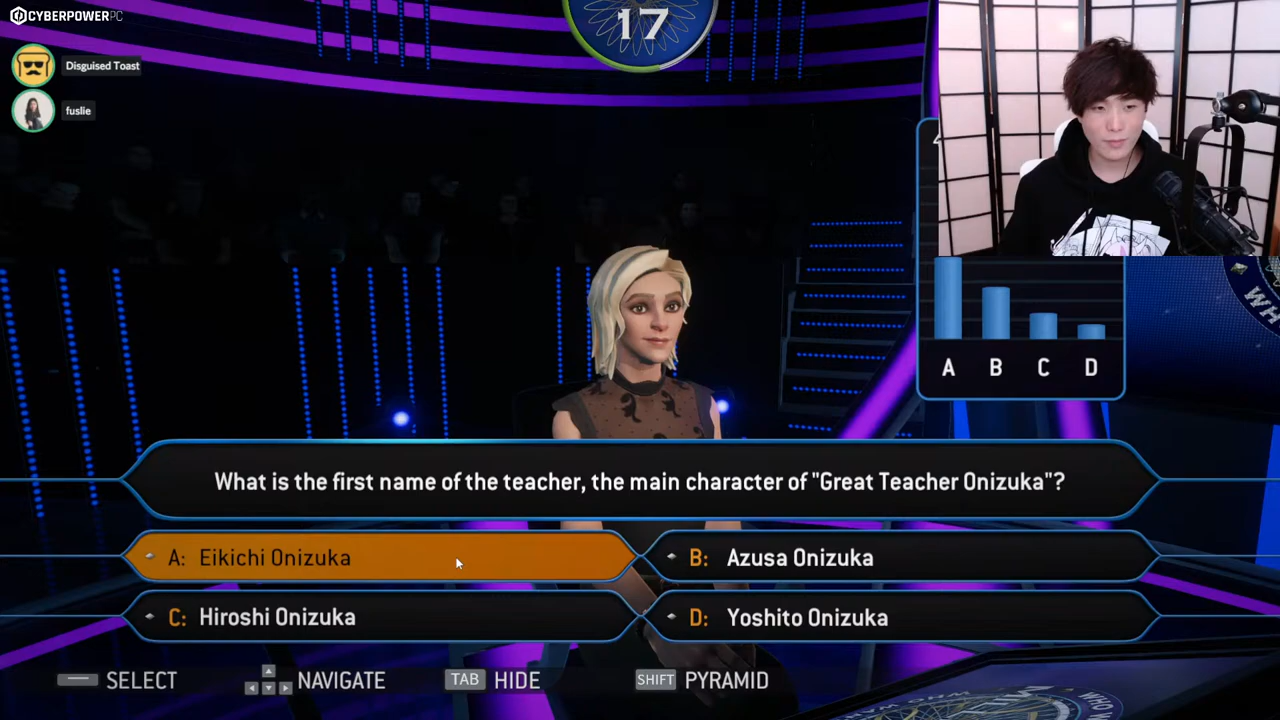 CYBERPOWERPC
17
Disguised Toast
fuslie
A B C D
What is the first name of the teacher, the main character of "Great Teacher Onizuka"?
A: Eikichi Onizuka
B: Azusa Onizuka
C: Hiroshi Onizuka
D: Yoshito Onizuka
SELECT
NAVIGATE
TAB HIDE
SHIFT PYRAMID